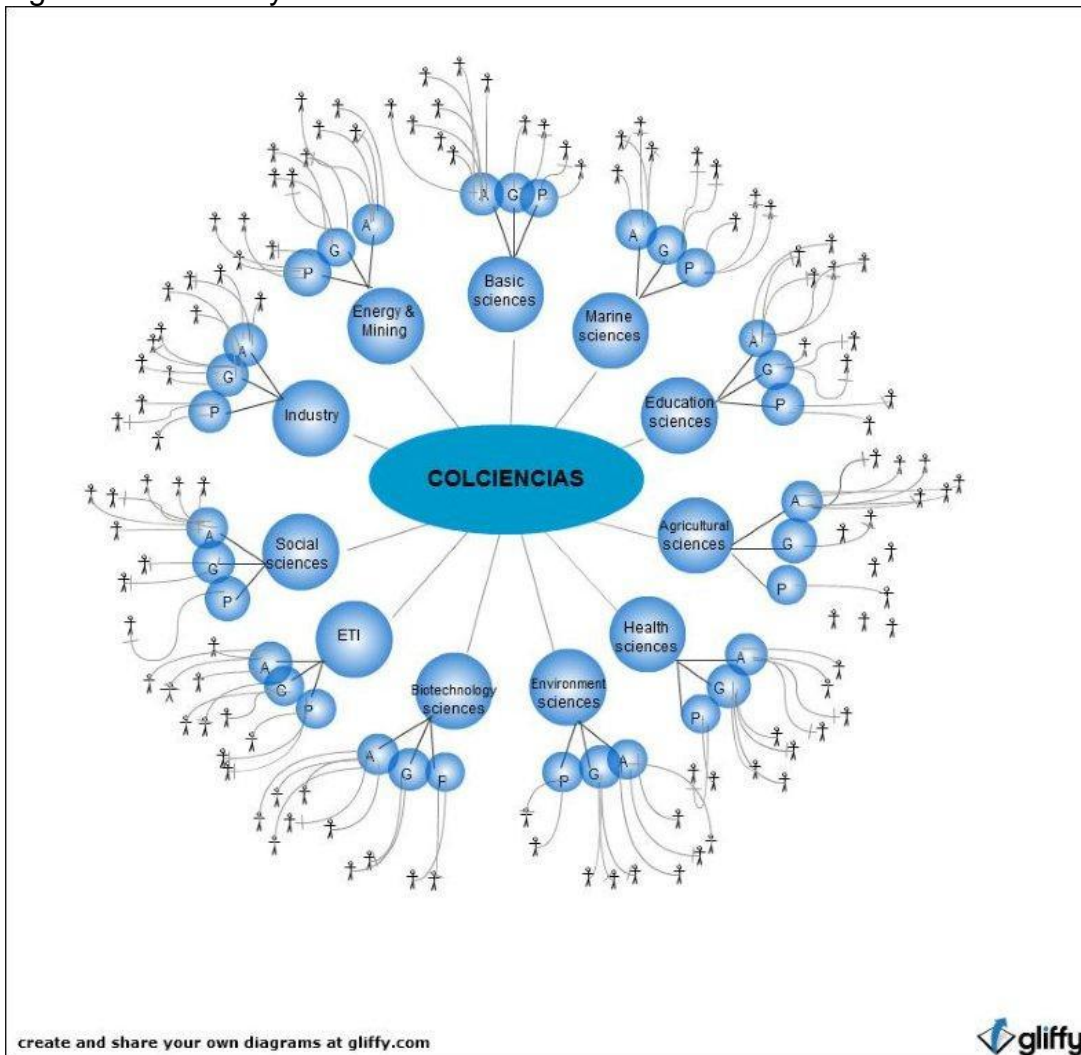 A G P
Basic
sciences
A G P
Marine
sciences
A
G
P
Education
sciences
A
G
P
Agricultural
sciences
A
G
P
Health
sciences
P G A
Environment
sciences
A G P
Biotechnology
sciences
A
G
P
ETI
A
G
P
Social
sciences
A
G
P
Industry
P
G
A
Energy &
Mining
COLCIENCIAS
create and share your own diagrams at gliffy.com
gliffy